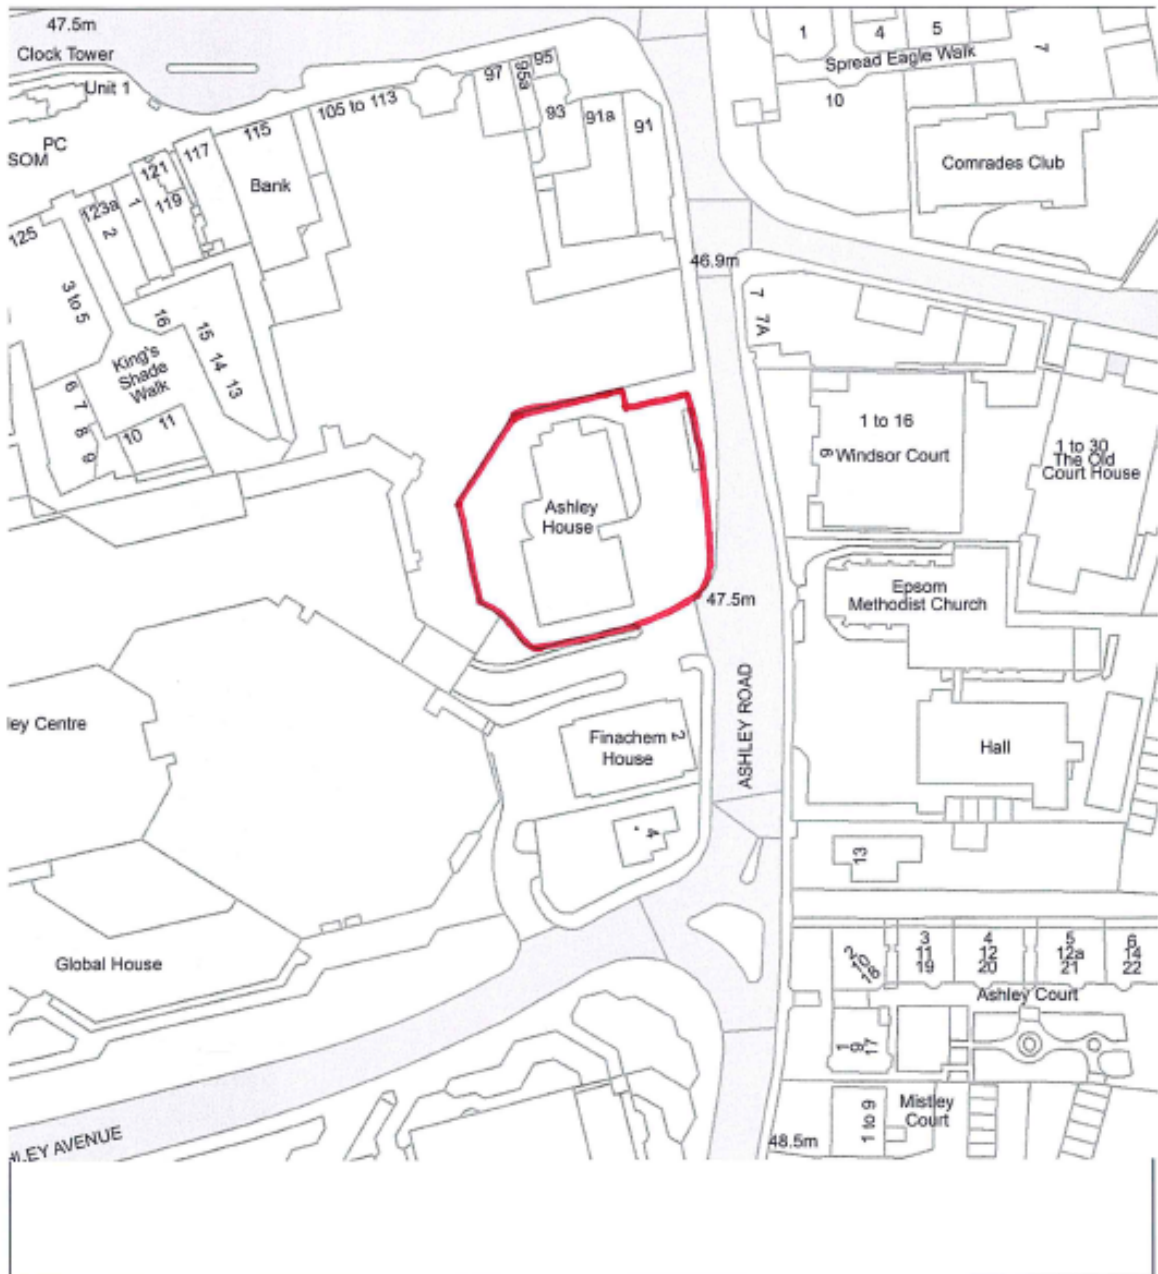 47.5m
Clock Tower
Unit 1
PC
SOM
125
123a
2
1
121
119
117
115
Bank
105 to 113
97
95a
95
93
91a
91
1
4
5
7
Spread Eagle Walk
10
Comrades Club
46.9m
7
7A
3 to 5
16
15
14
13
King's
Shade
Walk
6
7
8
9
10
11
Ashley
House
1 to 16
6
Windsor Court
1 to 30
The Old
Court House
Epsom
Methodist Church
47.5m
ASHLEY ROAD
ley Centre
Finachem
House
2
4
Hall
13
Global House
2
10
18
3
11
19
4
12
20
5
12a
21
6
14
22
Ashley Court
1
9
17
Mistley
Court
1 to 9
48.5m
HLEY AVENUE